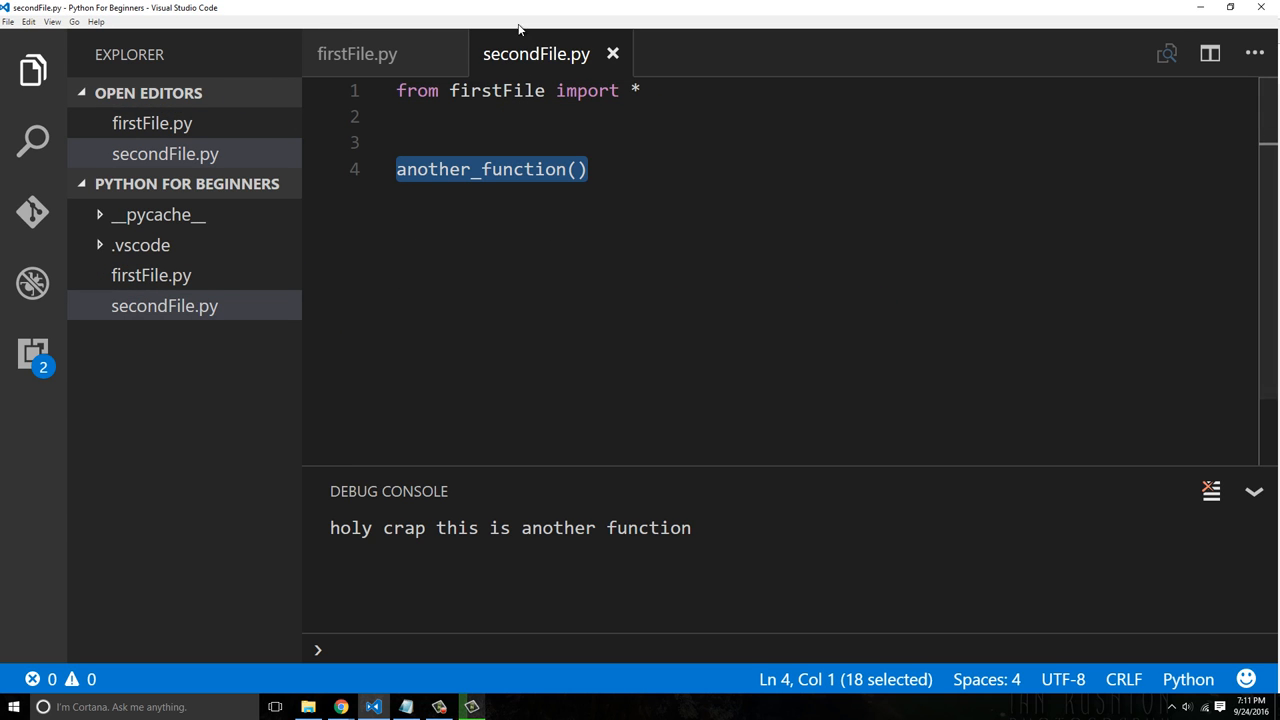 secondFile.py - Python For Beginners - Visual Studio Code
File Edit View Go Help
EXPLORER
OPEN EDITORS
firstFile.py
secondFile.py
PYTHON FOR BEGINNERS
__pycache__
.vscode
firstFile.py
secondFile.py
2
firstFile.py secondFile.py
1 from firstFile import *
2
3
4 another_function()
DEBUG CONSOLE
holy crap this is another function
0 0 Ln 4, Col 1 (18 selected) Spaces: 4 UTF-8 CRLF Python
I'm Cortana. Ask me anything.
7:11 PM
9/24/2016